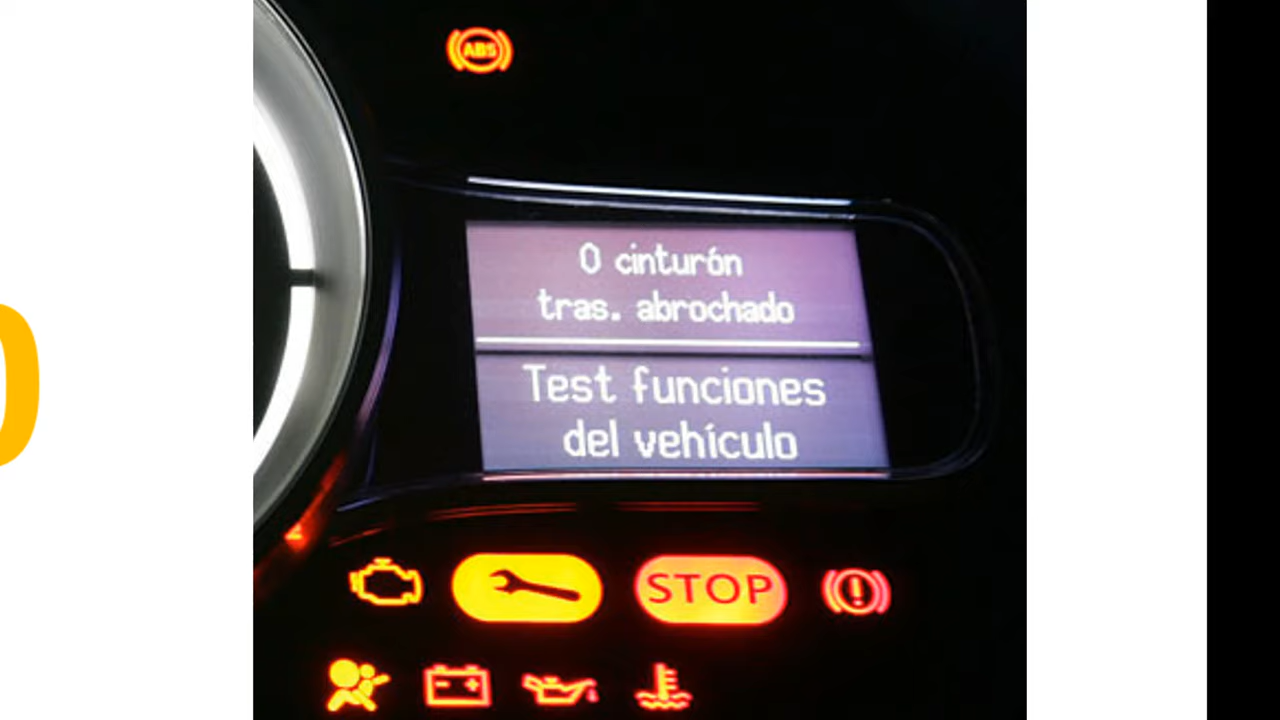 ABS
0 cinturón
tras. abrochado
Test funciones
del vehículo
STOP